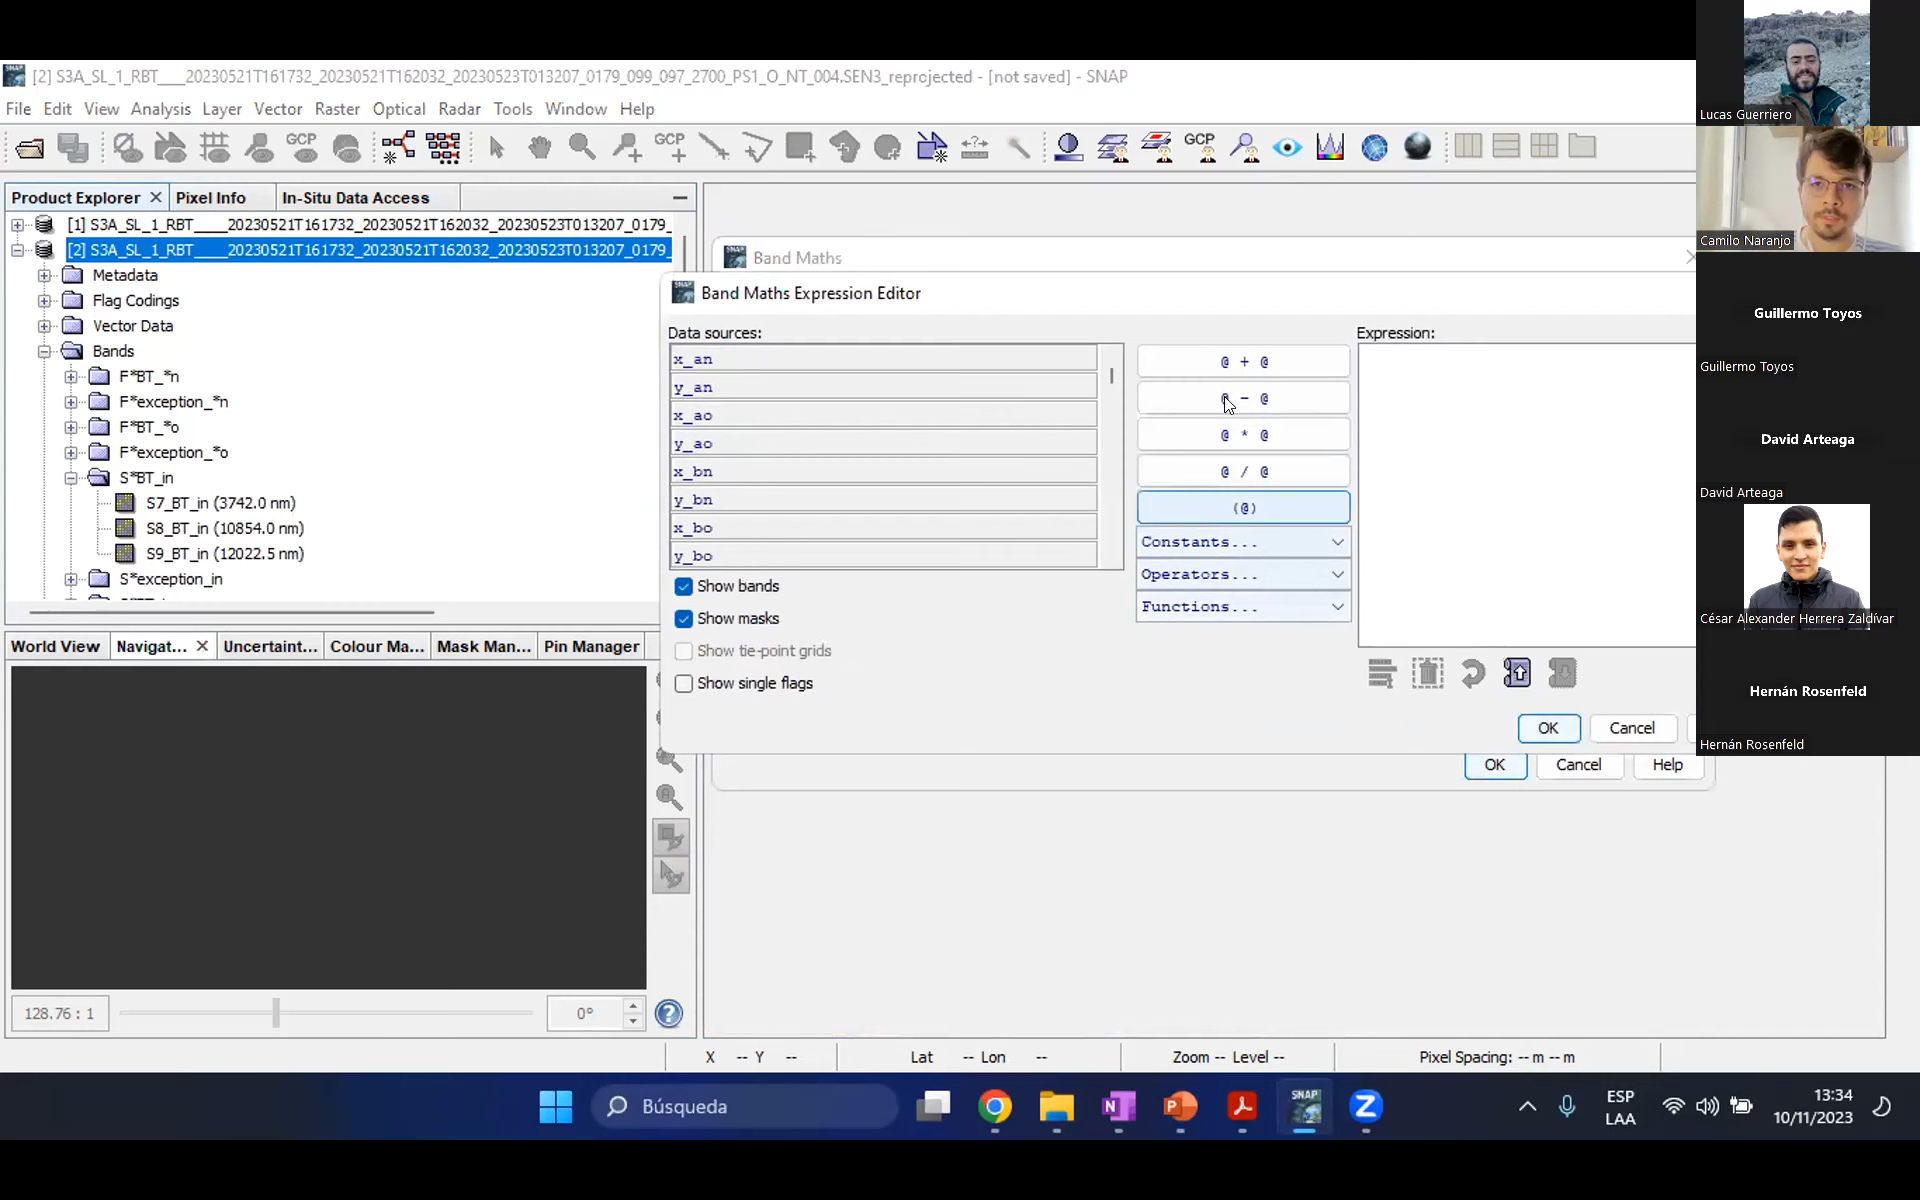 [2] S3A_SL_1_RBT____20230521T161732_20230521T162032_20230523T013207_0179_099_097_2700_PS1_O_NT_004.SEN3_reprojected - [not saved] - SNAP
File Edit View Analysis Layer Vector Raster Optical Radar Tools Window Help
GCP GCP GCP
Product Explorer Pixel Info In-Situ Data Access
[1] S3A_SL_1_RBT____20230521T161732_20230521T162032_20230523T013207_0179_
[2] S3A_SL_1_RBT____20230521T161732_20230521T162032_20230523T013207_0179_
Metadata
Flag Codings
Vector Data
Bands
F*BT_*n
F*exception_*n
F*BT_*o
F*exception_*o
S*BT_in
S7_BT_in (3742.0 nm)
S8_BT_in (10854.0 nm)
S9_BT_in (12022.5 nm)
S*exception_in
World View Navigat... Uncertaint... Colour Ma... Mask Man... Pin Manager
128.76 : 1
0°
Band Maths
Band Maths Expression Editor
Data sources:
x_an
y_an
x_ao
y_ao
x_bn
y_bn
x_bo
y_bo
Show bands
Show masks
Show tie-point grids
Show single flags
@ + @
@ - @
@ * @
@ / @
(@)
Constants...
Operators...
Functions...
Expression:
OK Cancel
OK Cancel Help
X -- Y -- Lat -- Lon -- Zoom -- Level -- Pixel Spacing: -- m -- m
Búsqueda
SNAP
ESP
LAA
13:34
10/11/2023
Lucas Guerriero
Camilo Naranjo
Guillermo Toyos
Guillermo Toyos
David Arteaga
David Arteaga
César Alexander Herrera Zaldívar
Hernán Rosenfeld
Hernán Rosenfeld